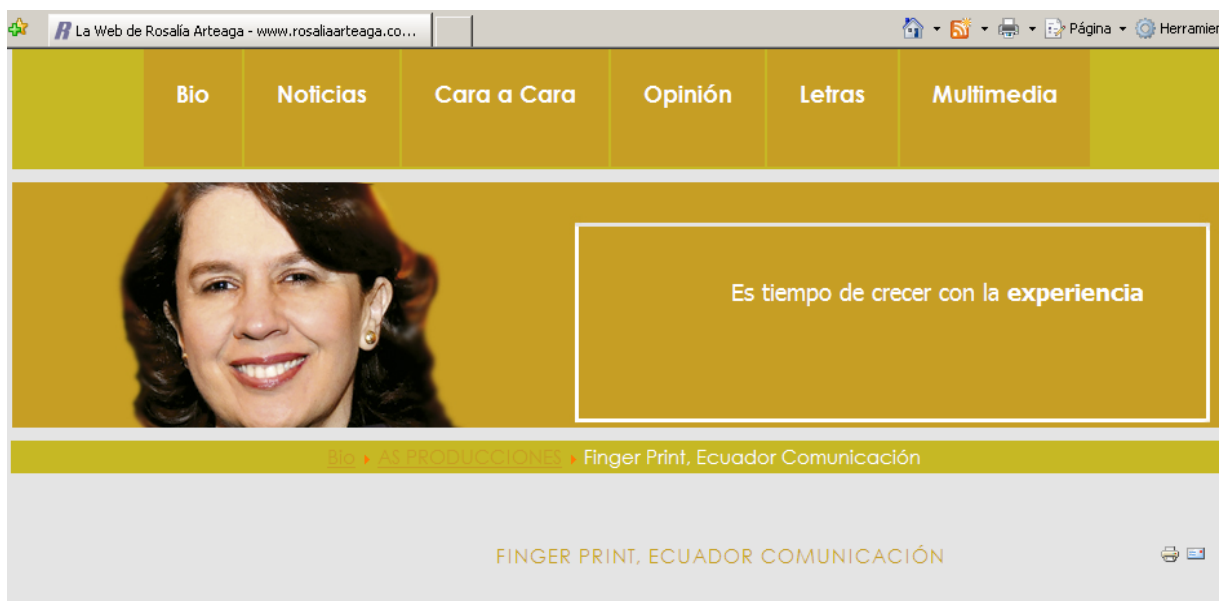 La Web de Rosalía Arteaga - www.rosaliaarteaga.co...
Página
Herramier
Bio Noticias Cara a Cara Opinión Letras Multimedia
Es tiempo de crecer con la experiencia
Bio AS PRODUCCIONES Finger Print, Ecuador Comunicación
FINGER PRINT, ECUADOR COMUNICACIÓN